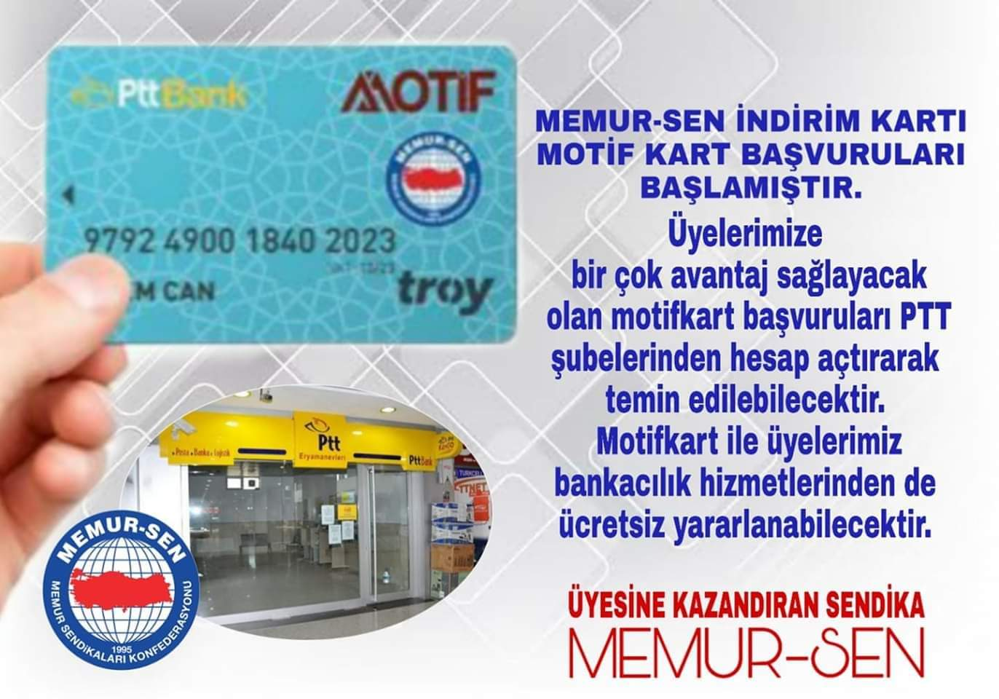 PttBank
MOTİF
MEMUR-SEN
9792 4900 1840 2023
EM CAN
troy
MEMUR-SEN İNDİRİM KARTI
MOTİF KART BAŞVURULARI
BAŞLAMIŞTIR.
Üyelerimize
bir çok avantaj sağlayacak
olan motifkart başvuruları PTT
şubelerinden hesap açtırarak
temin edilebilecektir.
Motifkart ile üyelerimiz
bankacılık hizmetlerinden de
ücretsiz yararlanabilecektir.
ÜYESİNE KAZANDIRAN SENDİKA
MEMUR-SEN
Posta Banka Lojistik
Ptt
Eryamanevleri
PttBank
TURKCELL
TTNET
MEMUR-SEN
MEMUR SENDİKALARI KONFEDERASYONU
1995